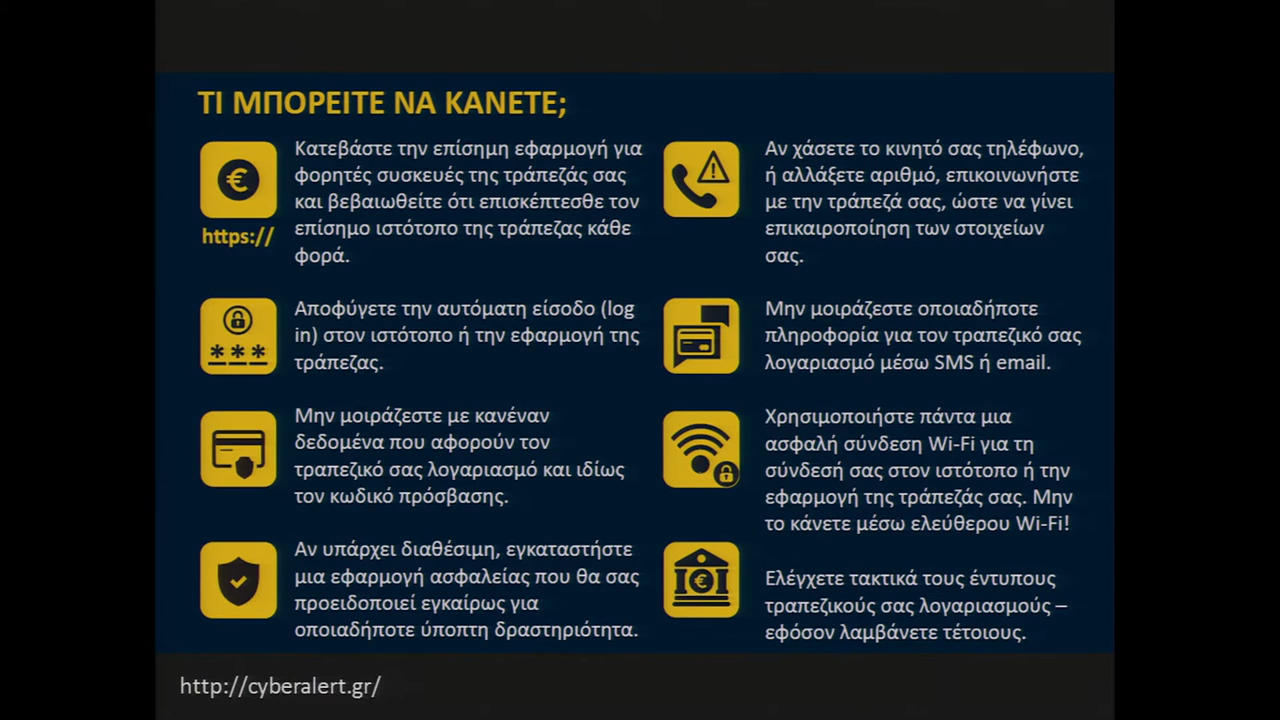 ΤΙ ΜΠΟΡΕΙΤΕ ΝΑ ΚΑΝΕΤΕ;
https://
Κατεβάστε την επίσημη εφαρμογή για
φορητές συσκευές της τράπεζάς σας
και βεβαιωθείτε ότι επισκέπτεσθε τον
επίσημο ιστότοπο της τράπεζας κάθε
φορά.
Αποφύγετε την αυτόματη είσοδο (log
in) στον ιστότοπο ή την εφαρμογή της
τράπεζας.
Μην μοιράζεστε με κανέναν
δεδομένα που αφορούν τον
τραπεζικό σας λογαριασμό και ιδίως
τον κωδικό πρόσβασης.
Αν υπάρχει διαθέσιμη, εγκαταστήστε
μια εφαρμογή ασφαλείας που θα σας
προειδοποιεί εγκαίρως για
οποιαδήποτε ύποπτη δραστηριότητα.
Αν χάσετε το κινητό σας τηλέφωνο,
ή αλλάξετε αριθμό, επικοινωνήστε
με την τράπεζά σας, ώστε να γίνει
επικαιροποίηση των στοιχείων
σας.
Μην μοιράζεστε οποιαδήποτε
πληροφορία για τον τραπεζικό σας
λογαριασμό μέσω SMS ή email.
Χρησιμοποιήστε πάντα μια
ασφαλή σύνδεση Wi-Fi για τη
σύνδεσή σας στον ιστότοπο ή την
εφαρμογή της τράπεζάς σας. Μην
το κάνετε μέσω ελεύθερου Wi-Fi!
Ελέγχετε τακτικά τους έντυπους
τραπεζικούς σας λογαριασμούς –
εφόσον λαμβάνετε τέτοιους.
http://cyberalert.gr/